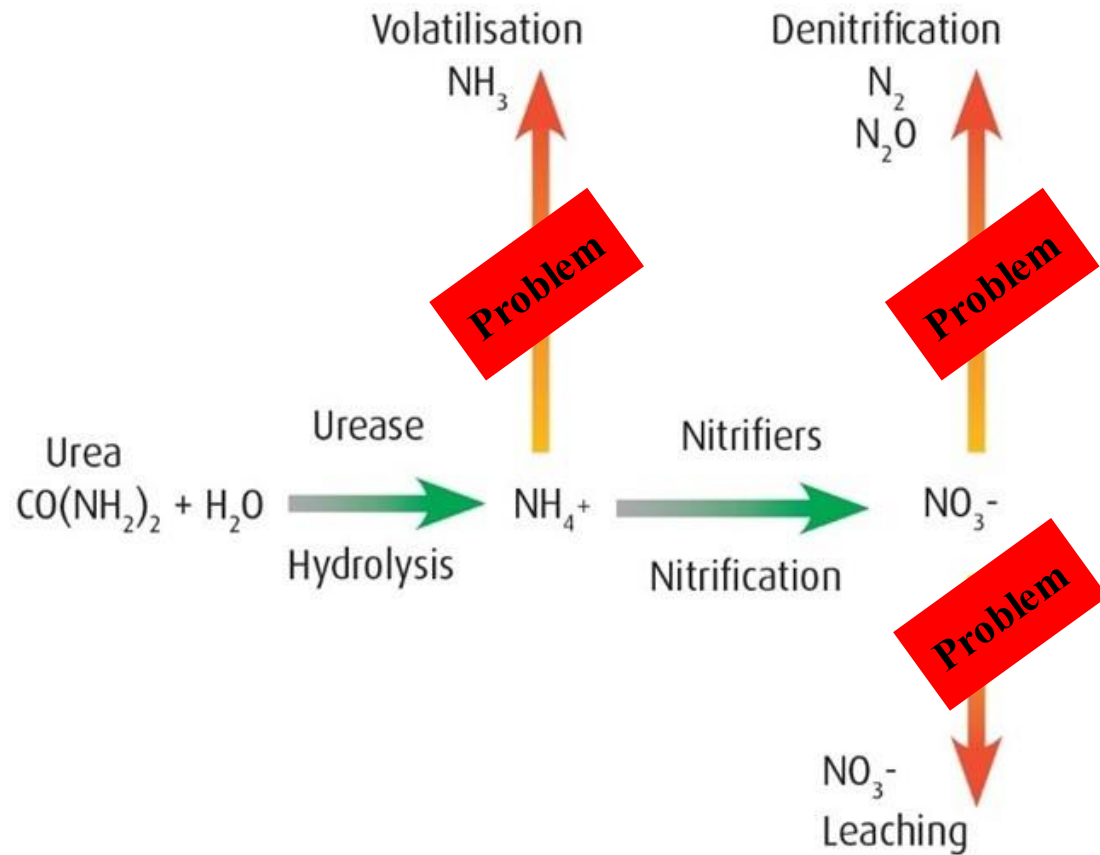 Volatilisation
NH₃
Denitrification
N₂
N₂O
Problem
Problem
Urea
CO(NH₂)₂ + H₂O
Urease
Hydrolysis
NH₄⁺
Nitrifiers
Nitrification
NO₃-
Problem
NO₃-
Leaching